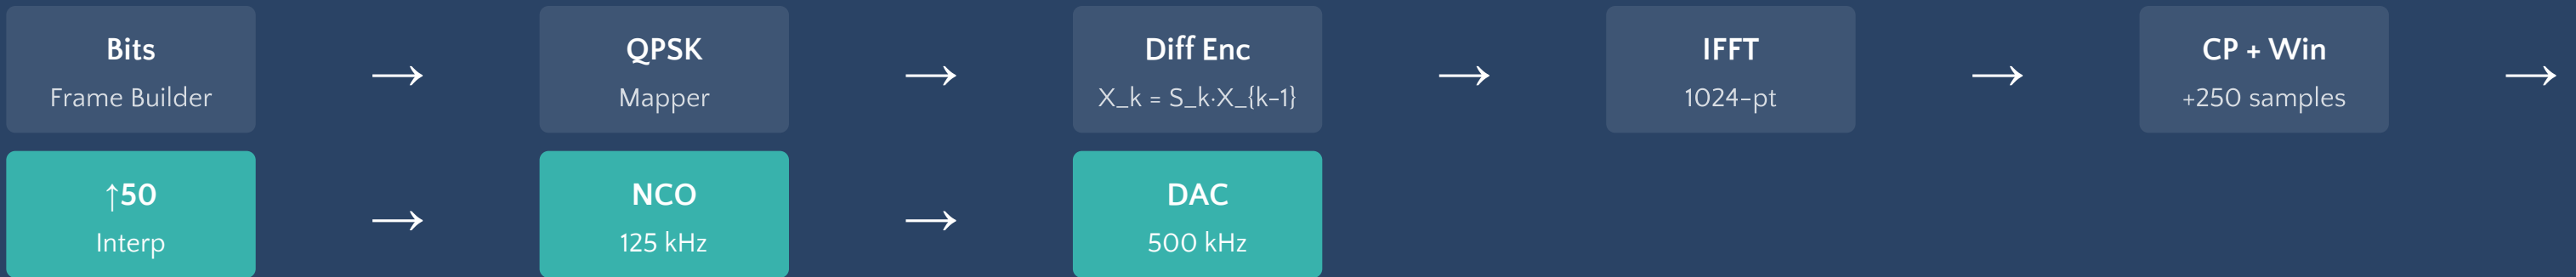 Bits
Frame Builder
→
QPSK
Mapper
→
Diff Enc
X_k = S_k·X_{k-1}
→
IFFT
1024-pt
→
CP + Win
+250 samples
→
↑50
Interp
→
NCO
125 kHz
→
DAC
500 kHz